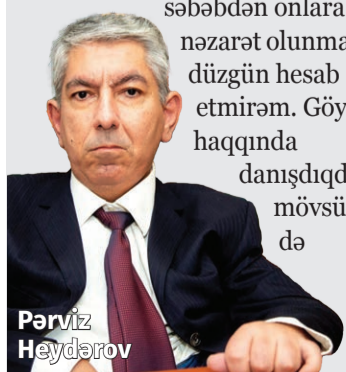 səbəbdən onlara
nəzarət olunma
düzgün hesab
etmirəm. Göy
haqqında
danışdıqd
mövsü
də
Pərviz
Heydərov